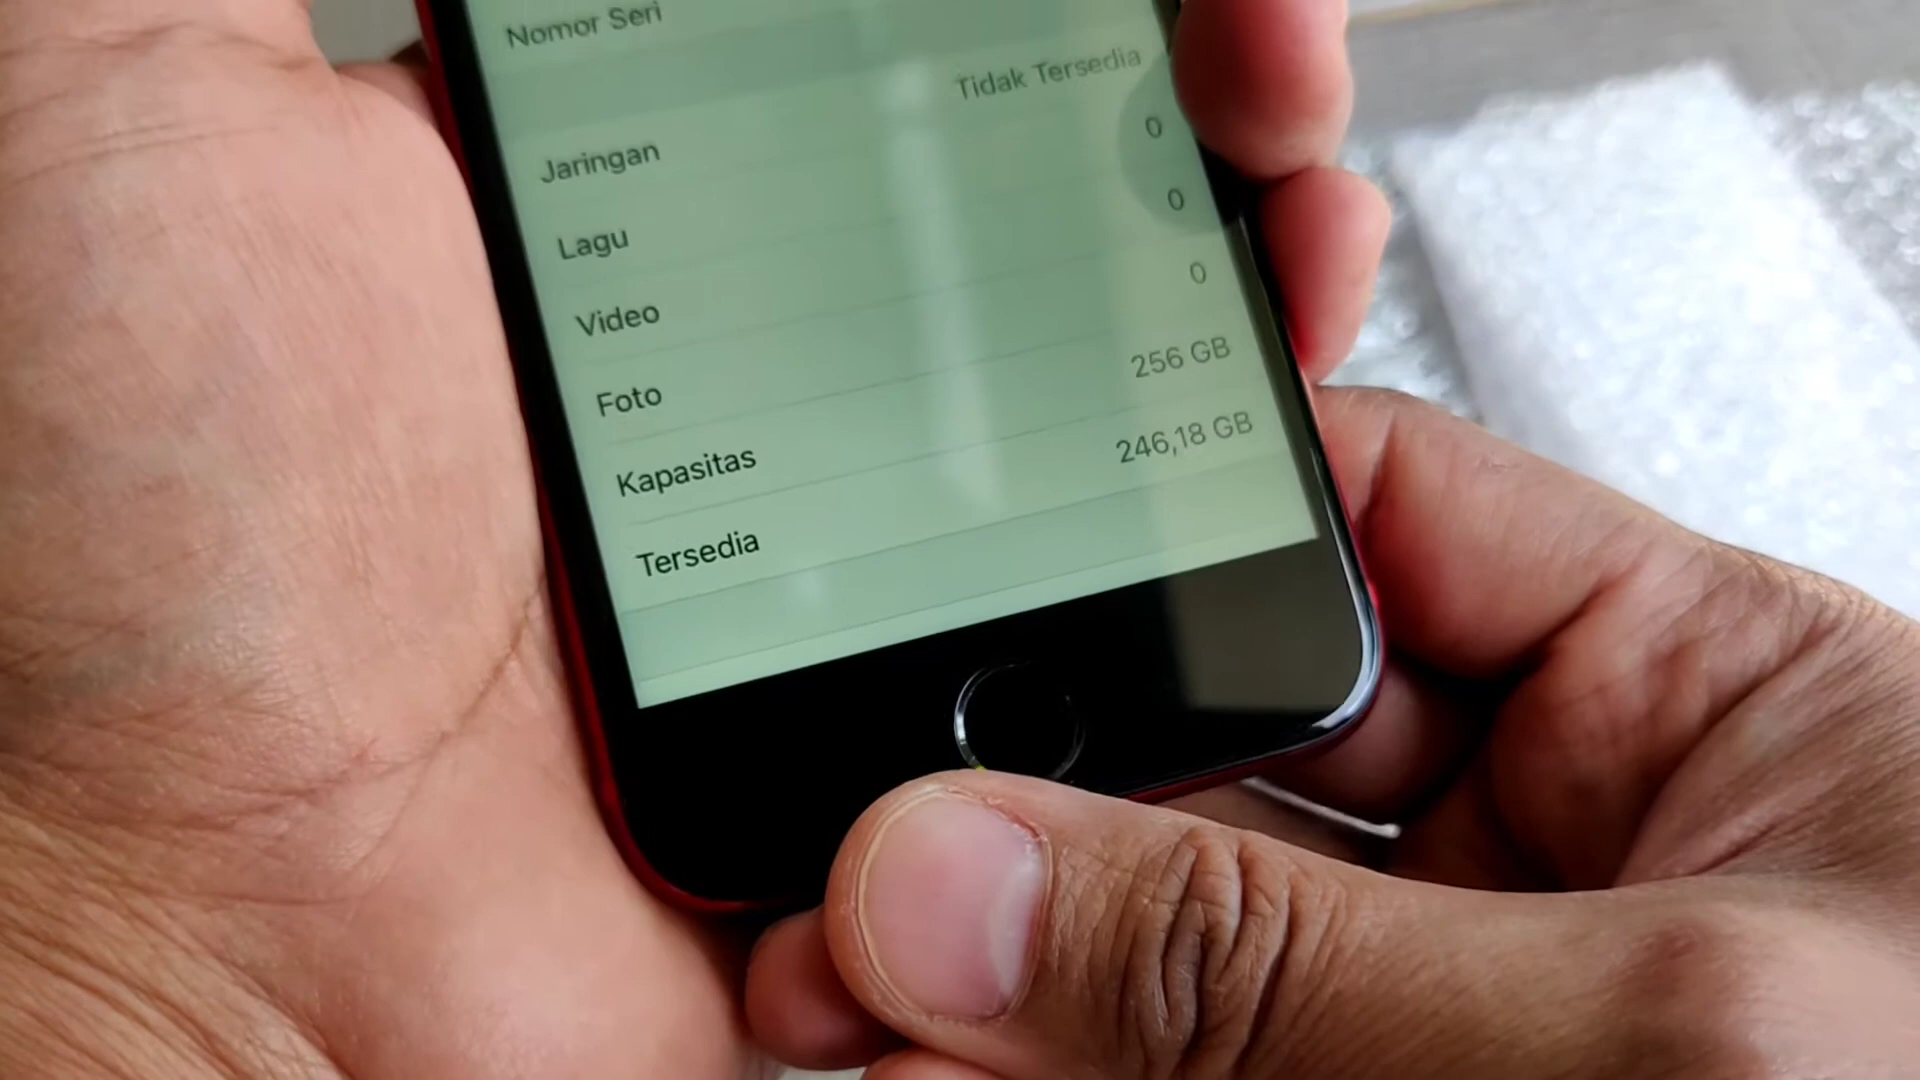 Nomor Seri
Jaringan Tidak Tersedia
Lagu 0
Video 0
Foto 0
Kapasitas 256 GB
Tersedia 246,18 GB